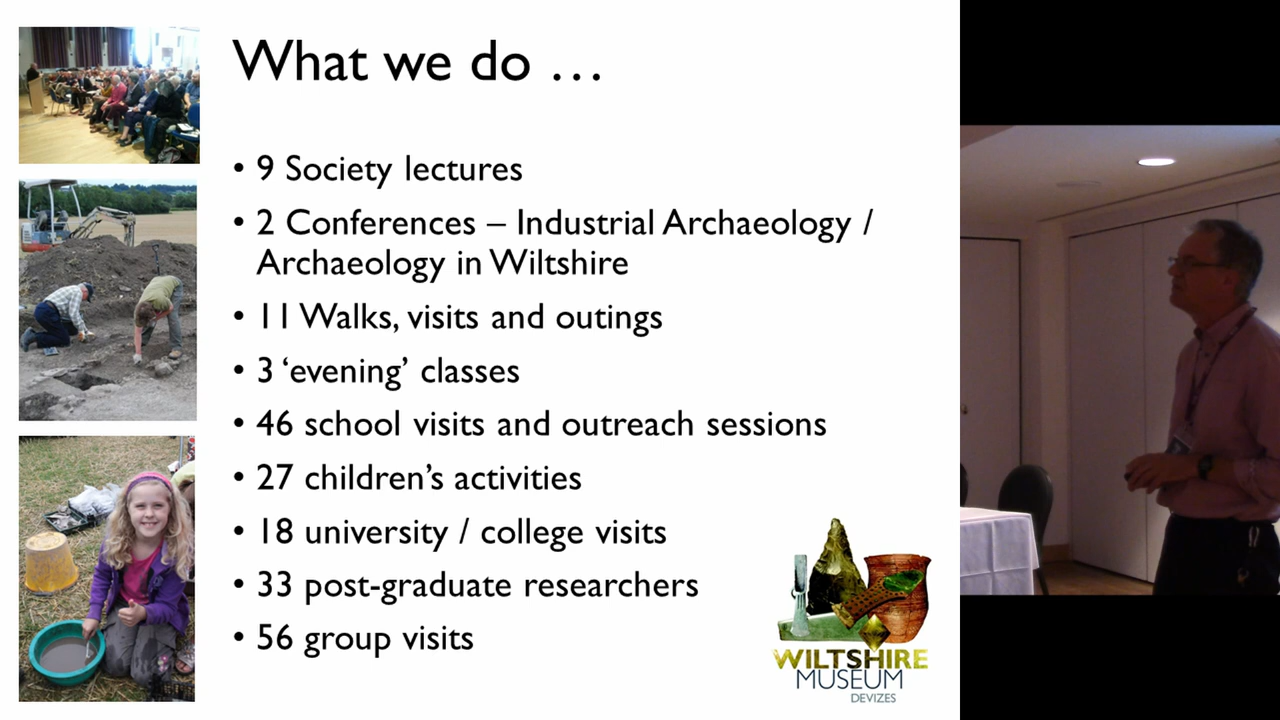 What we do …
• 9 Society lectures
• 2 Conferences – Industrial Archaeology /
Archaeology in Wiltshire
• 11 Walks, visits and outings
• 3 ‘evening’ classes
• 46 school visits and outreach sessions
• 27 children’s activities
• 18 university / college visits
• 33 post-graduate researchers
• 56 group visits
WILTSHIRE
MUSEUM
DEVIZES